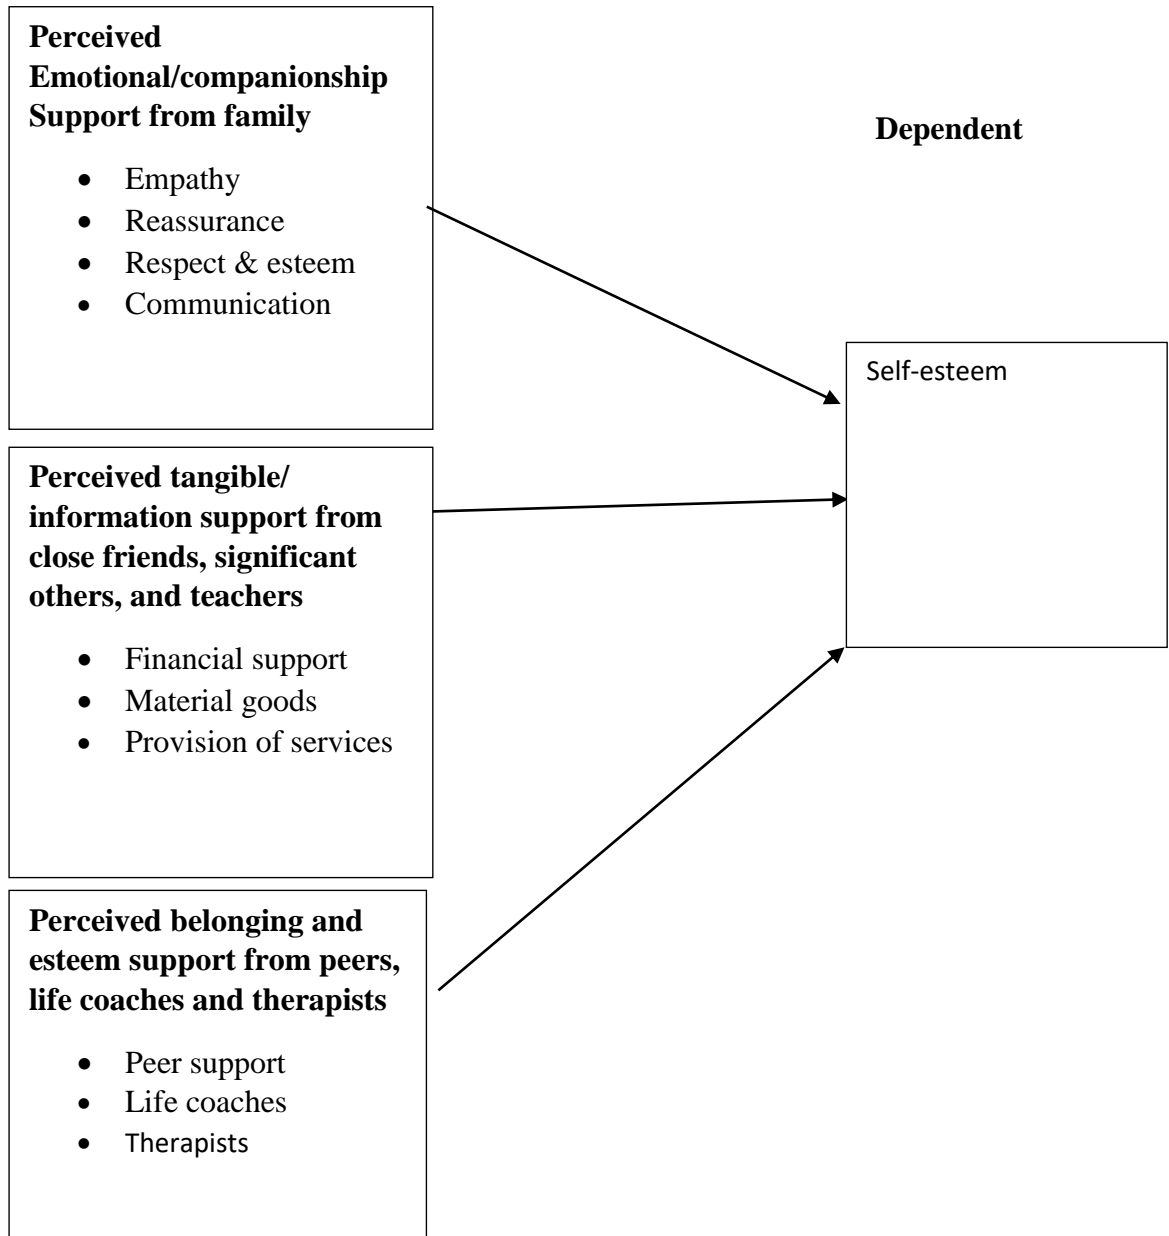 Perceived
Emotional/companionship
Support from family
• Empathy
• Reassurance
• Respect & esteem
• Communication
Dependent
Self-esteem
Perceived tangible/
information support from
close friends, significant
others, and teachers
• Financial support
• Material goods
• Provision of services
Perceived belonging and
esteem support from peers,
life coaches and therapists
• Peer support
• Life coaches
• Therapists